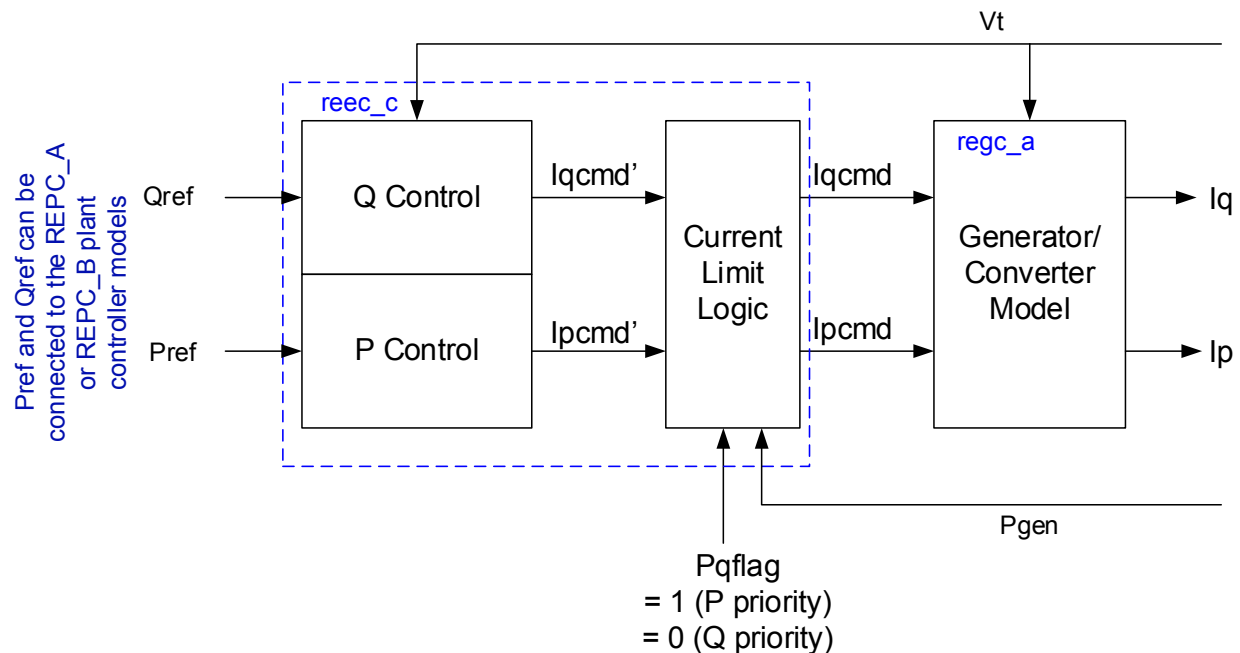 Vt
reec_c
regc_a
Pref and Qref can be
connected to the REPC_A
or REPC_B plant
controller models
Qref
Q Control
Iqcmd’
Iqcmd
Iq
Current
Limit
Logic
Generator/
Converter
Model
Pref
P Control
Ipcmd’
Ipcmd
Ip
Pgen
Pqflag
= 1 (P priority)
= 0 (Q priority)